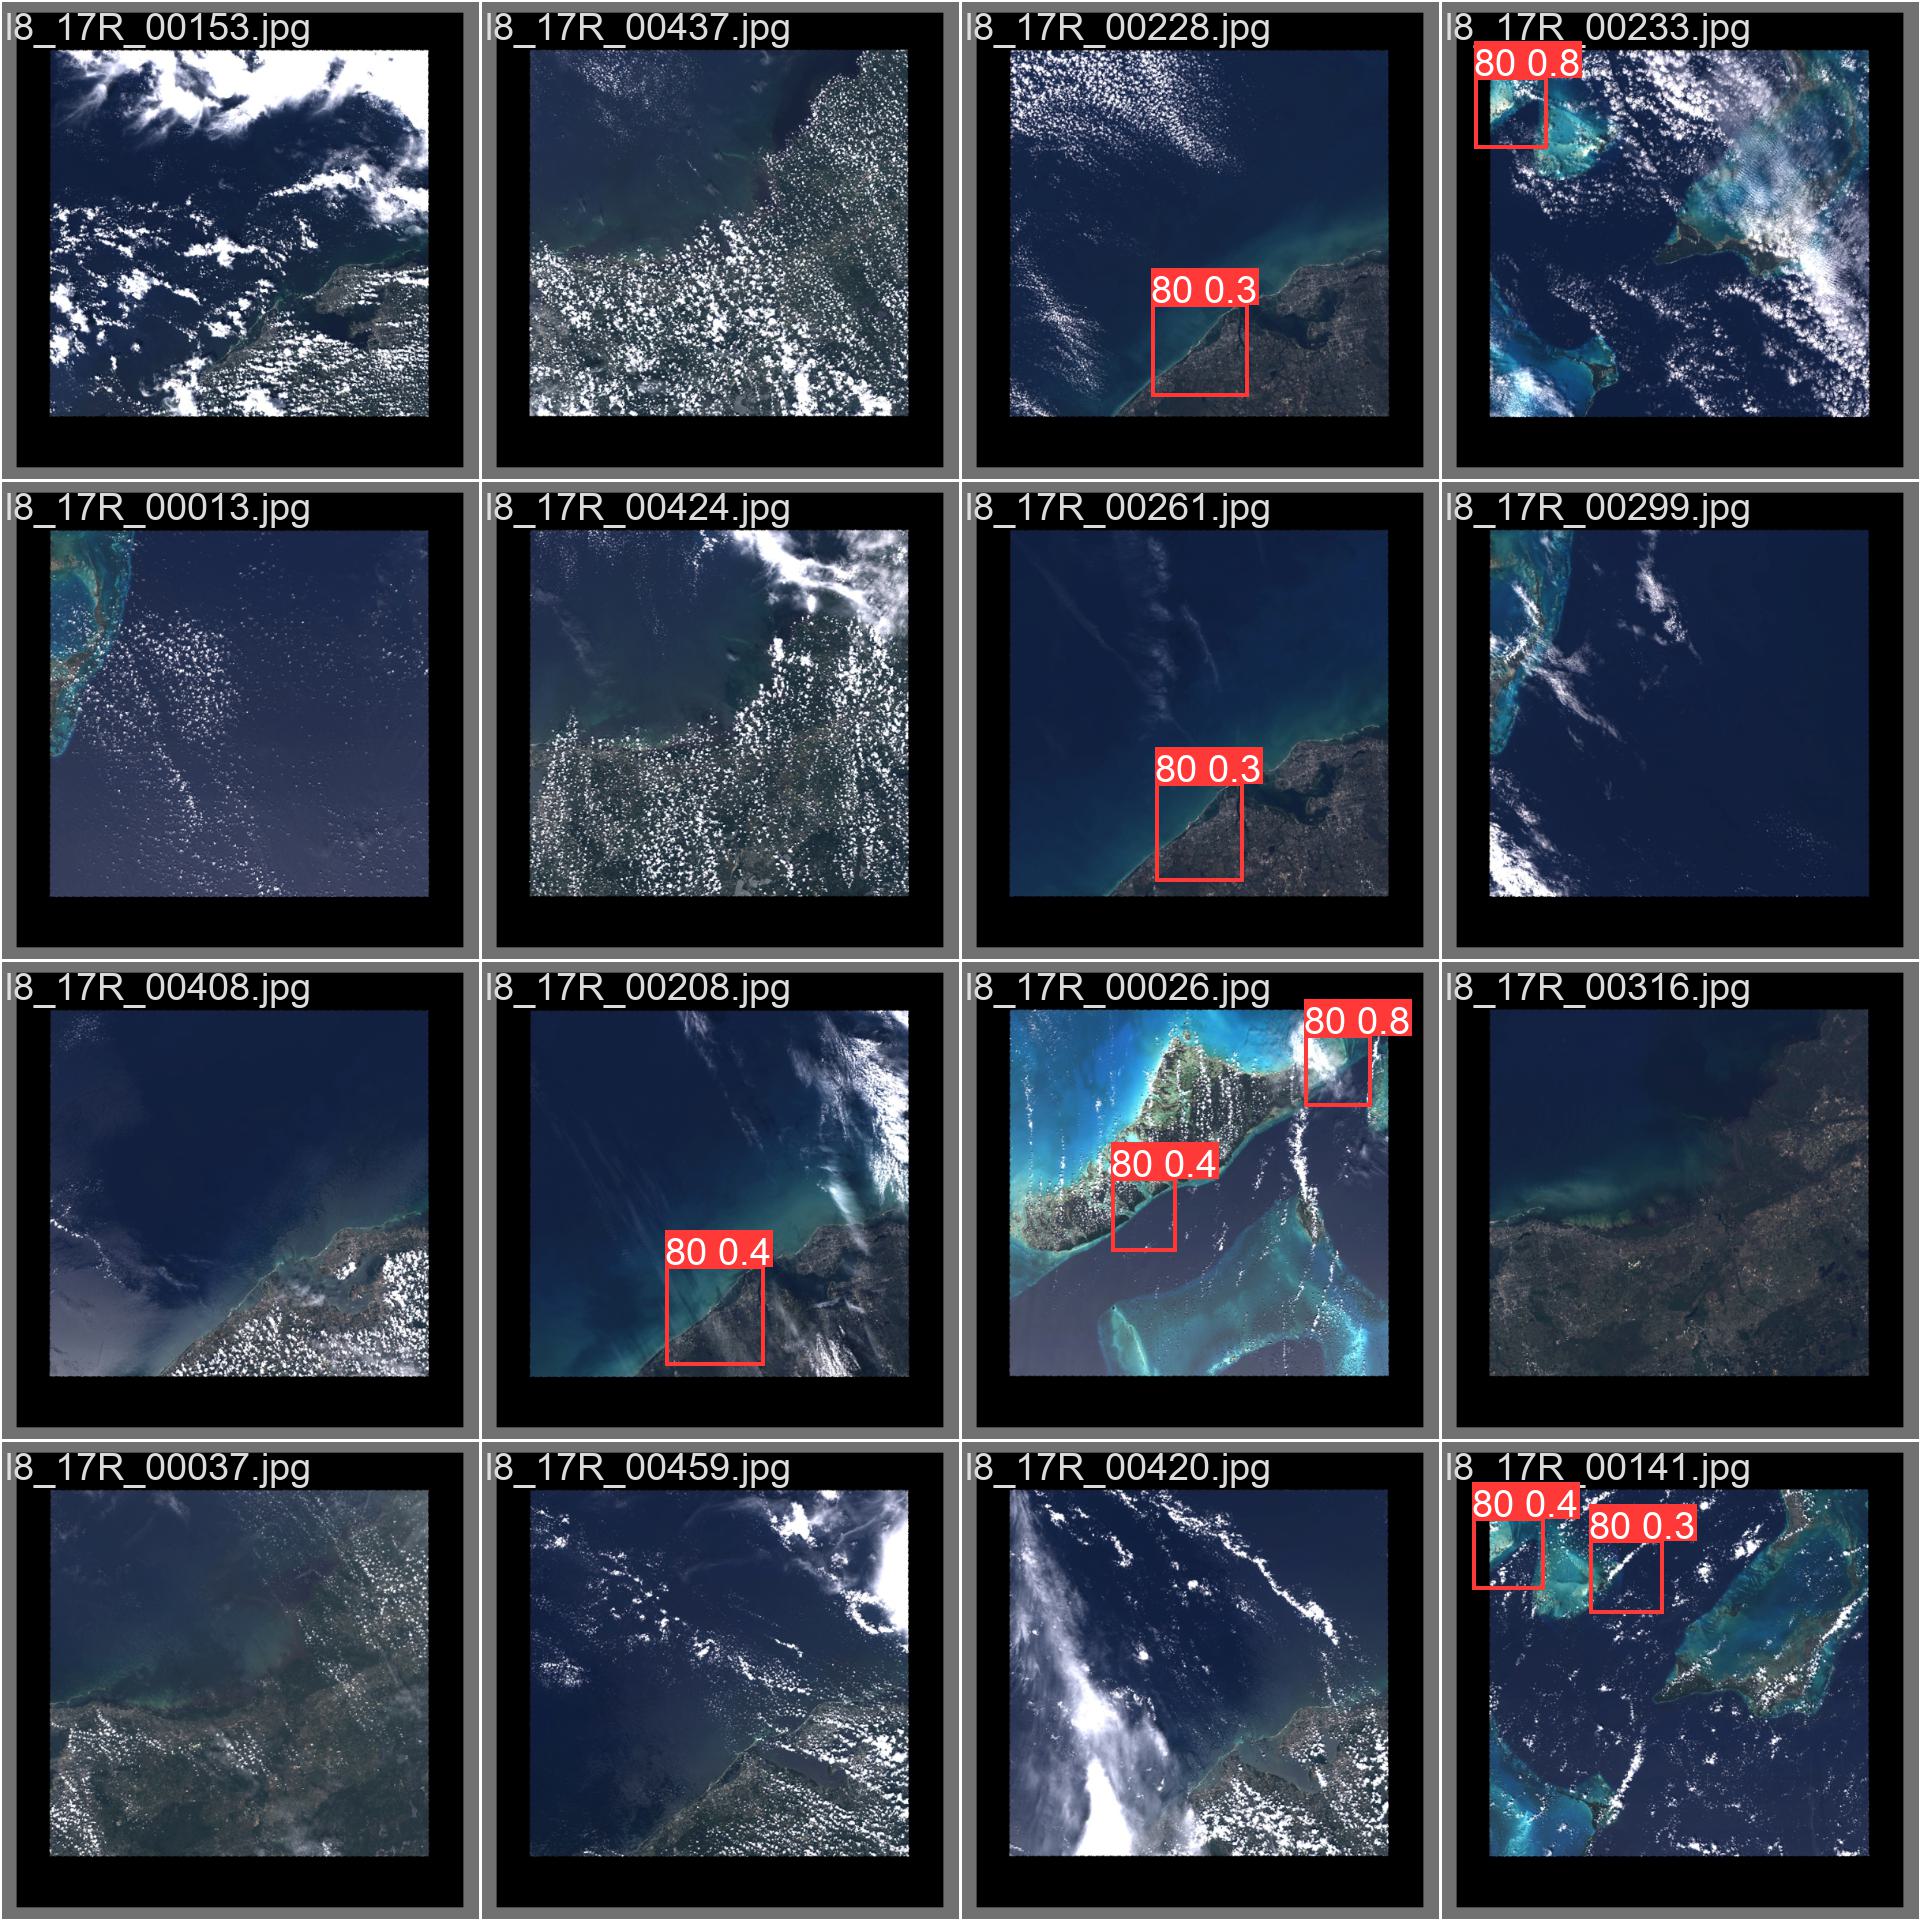 l8_17R_00153.jpg
l8_17R_00437.jpg
l8_17R_00228.jpg
80 0.3
l8_17R_00233.jpg
80 0.8
l8_17R_00013.jpg
l8_17R_00424.jpg
l8_17R_00261.jpg
80 0.3
l8_17R_00299.jpg
l8_17R_00408.jpg
l8_17R_00208.jpg
80 0.4
l8_17R_00026.jpg
80 0.8
80 0.4
l8_17R_00316.jpg
l8_17R_00037.jpg
l8_17R_00459.jpg
l8_17R_00420.jpg
l8_17R_00141.jpg
80 0.4
80 0.3